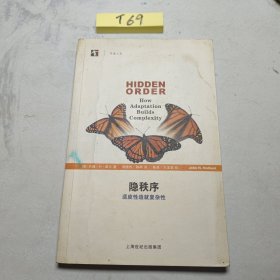 T69
HIDDEN
ORDER
How
Adaptation
Builds
Complexity
John H. Holland
隐秩序
适应性造就复杂性
上海世纪出版集团